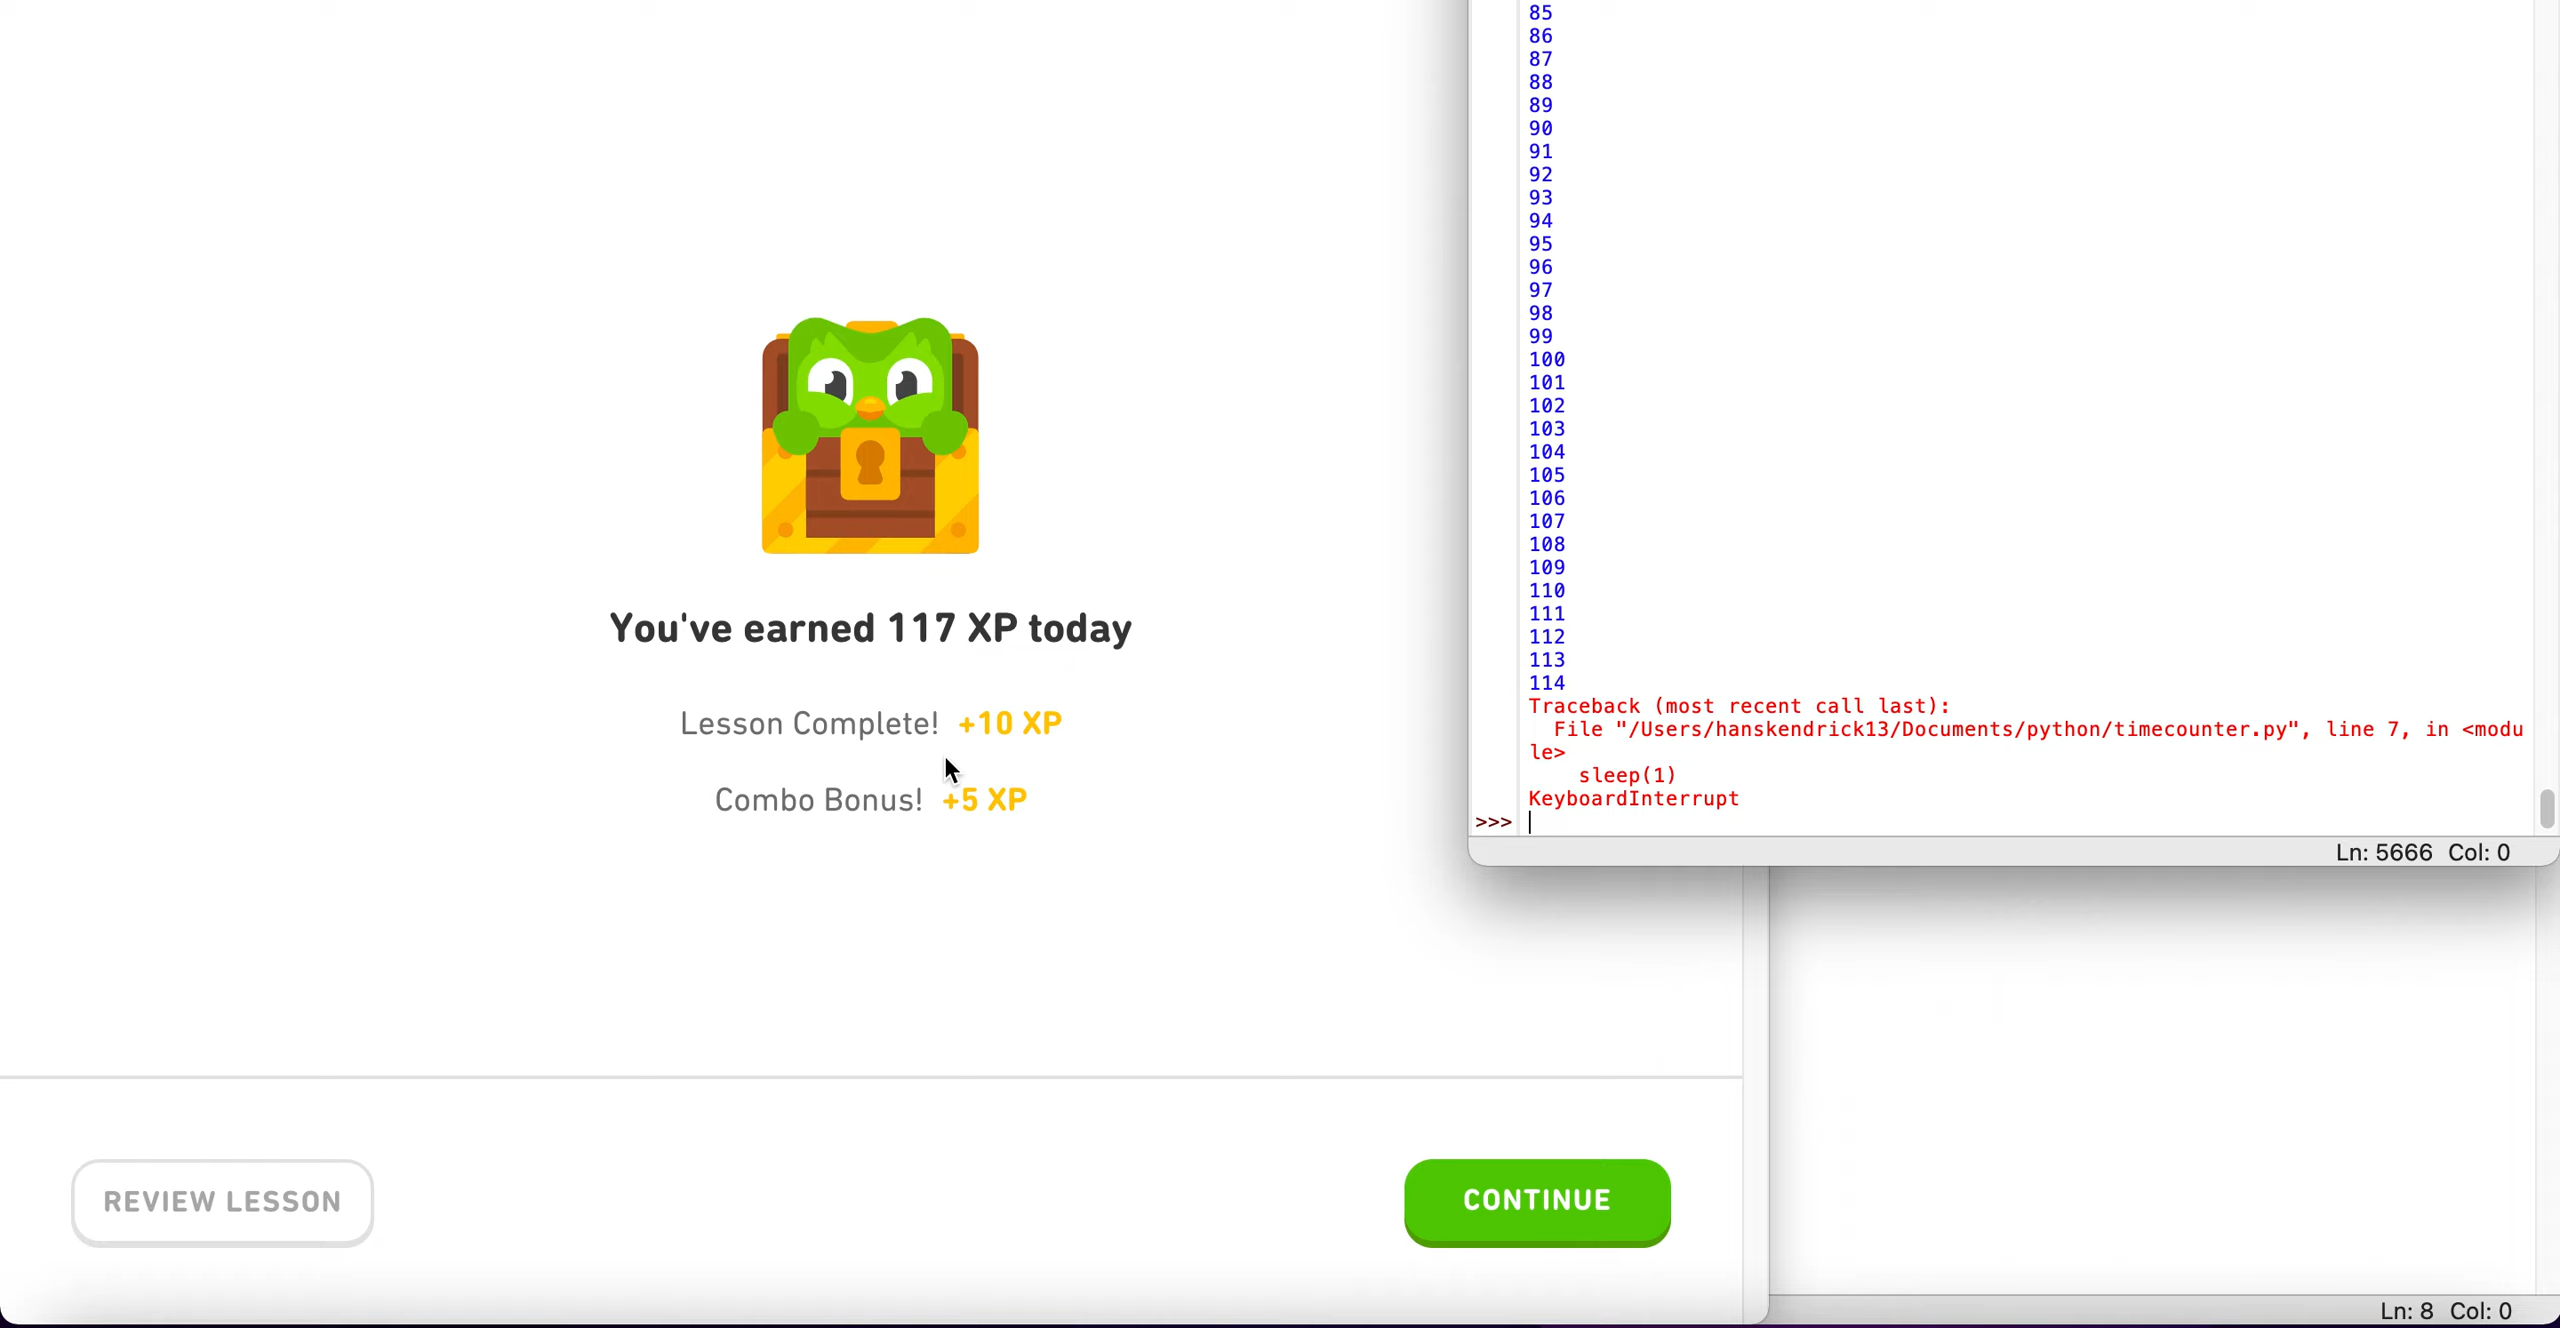 You've earned 117 XP today
Lesson Complete! +10 XP
Combo Bonus! +5 XP
REVIEW LESSON
CONTINUE
85
86
87
88
89
90
91
92
93
94
95
96
97
98
99
100
101
102
103
104
105
106
107
108
109
110
111
112
113
114
Traceback (most recent call last):
File "/Users/hanskendrick13/Documents/python/timecounter.py", line 7, in <modu
le>
sleep(1)
KeyboardInterrupt
>>>
Ln: 5666 Col: 0
Ln: 8 Col: 0